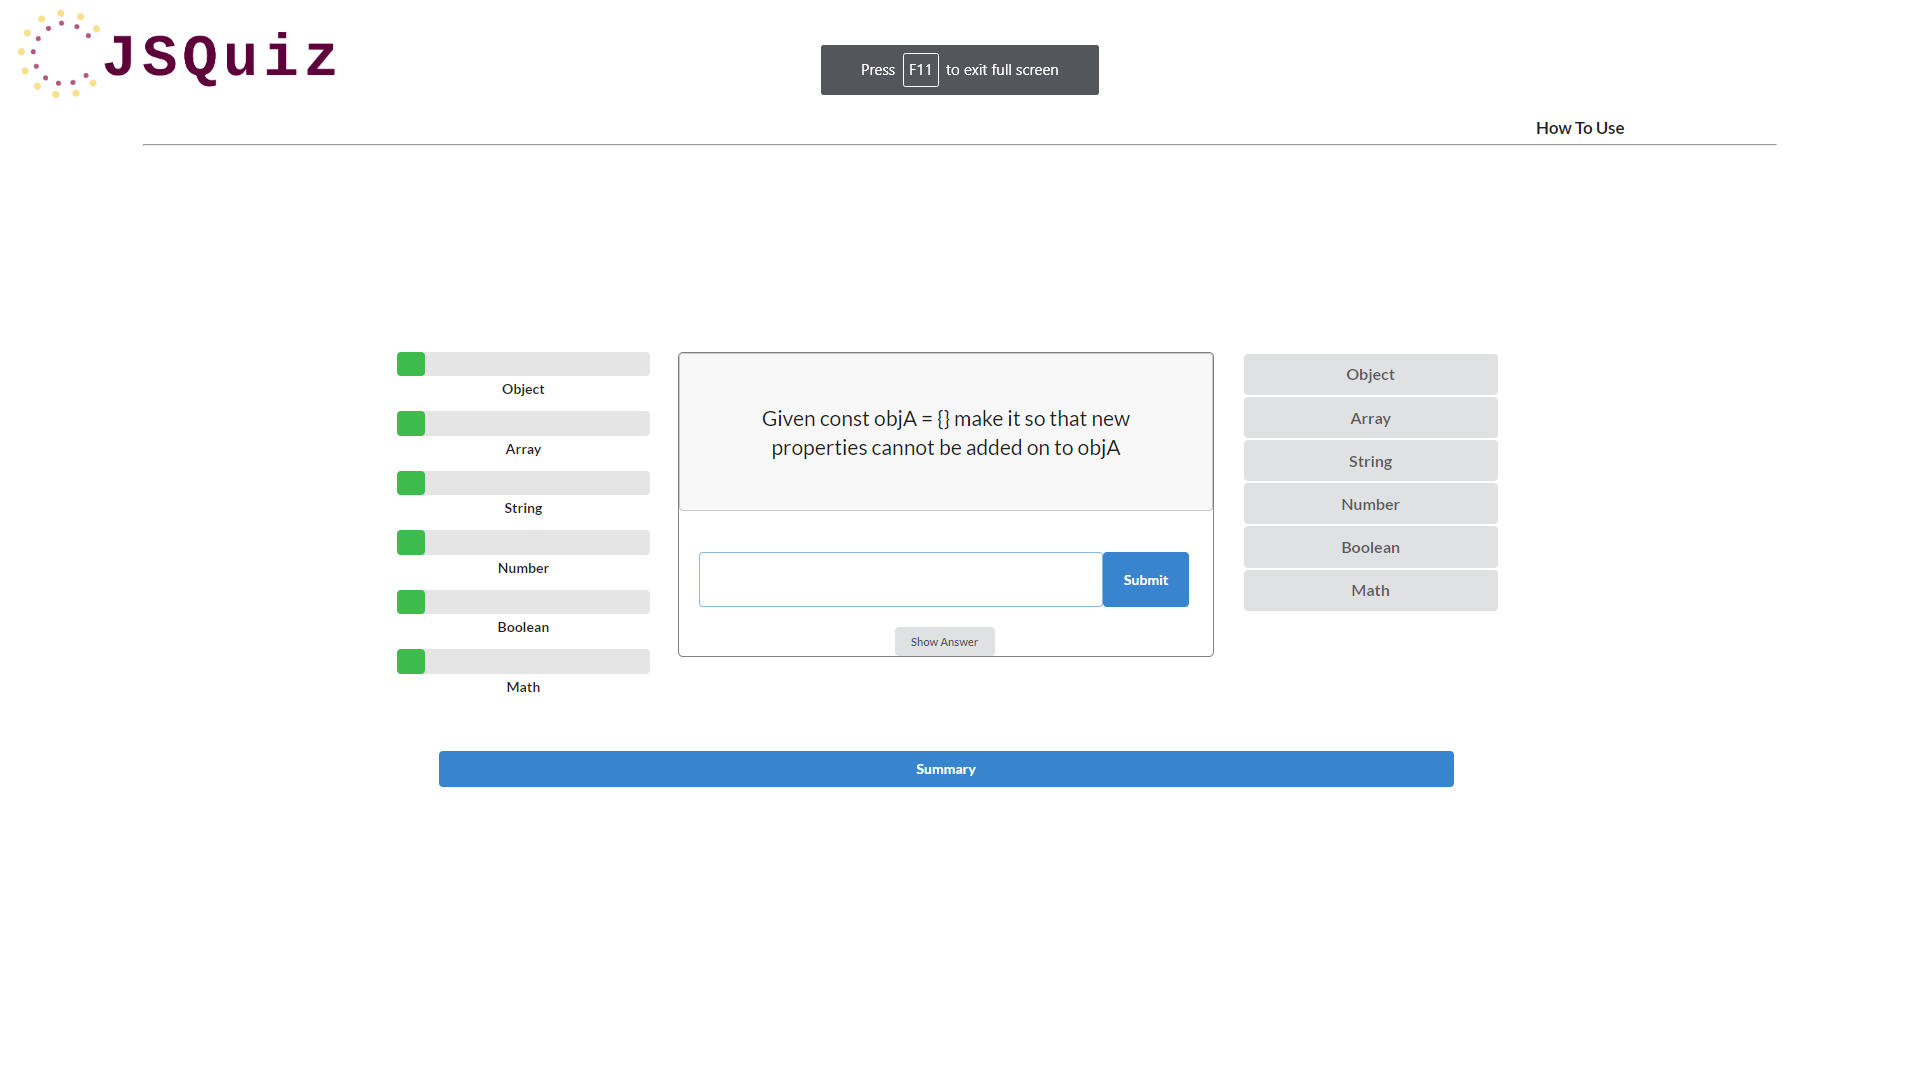 JSQuiz
Press F11 to exit full screen
How To Use
Object
Array
String
Number
Boolean
Math
Given const objA = {} make it so that new
properties cannot be added on to objA
Submit
Show Answer
Object
Array
String
Number
Boolean
Math
Summary